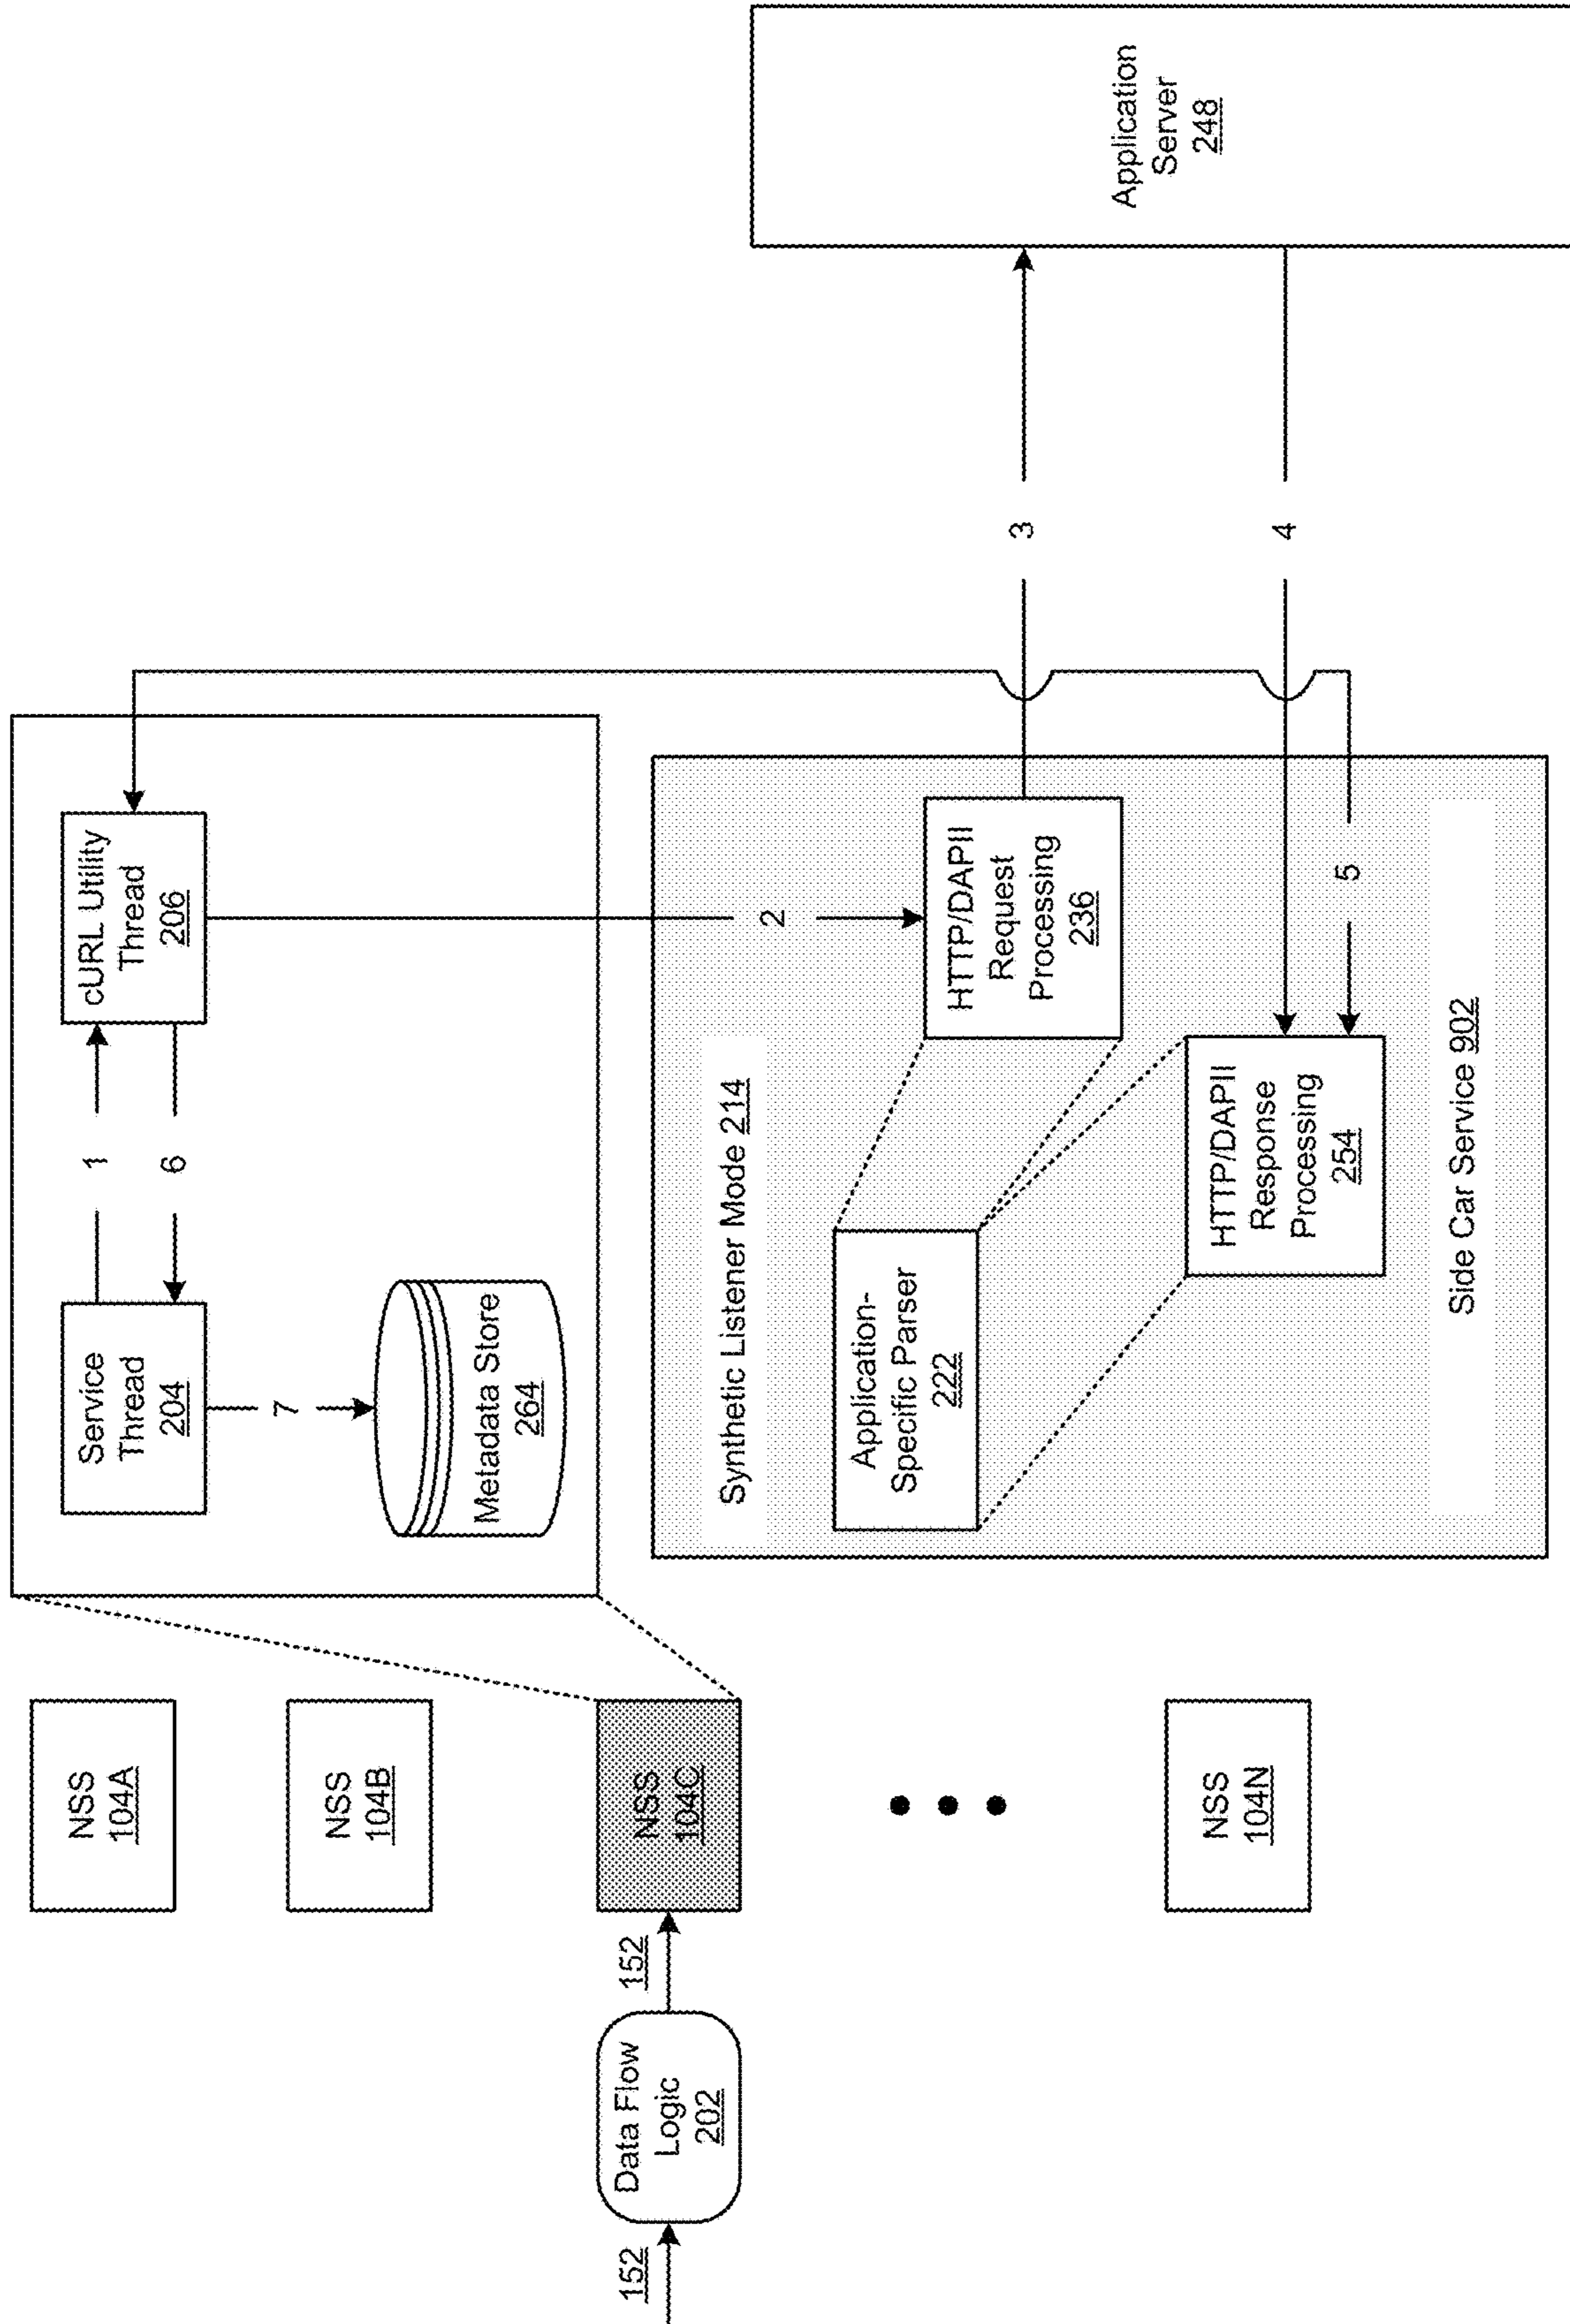 152
Data Flow
Logic
202
152
NSS
104A
NSS
104B
NSS
104C
NSS
104N
Service
Thread
204
1
6
cURL Utility
Thread
206
7
Metadata Store
264
2
Synthetic Listener Mode 214
Application-
Specific Parser
222
HTTP/DAPII
Request
Processing
236
HTTP/DAPII
Response
Processing
254
5
Side Car Service 902
3
4
Application
Server
248